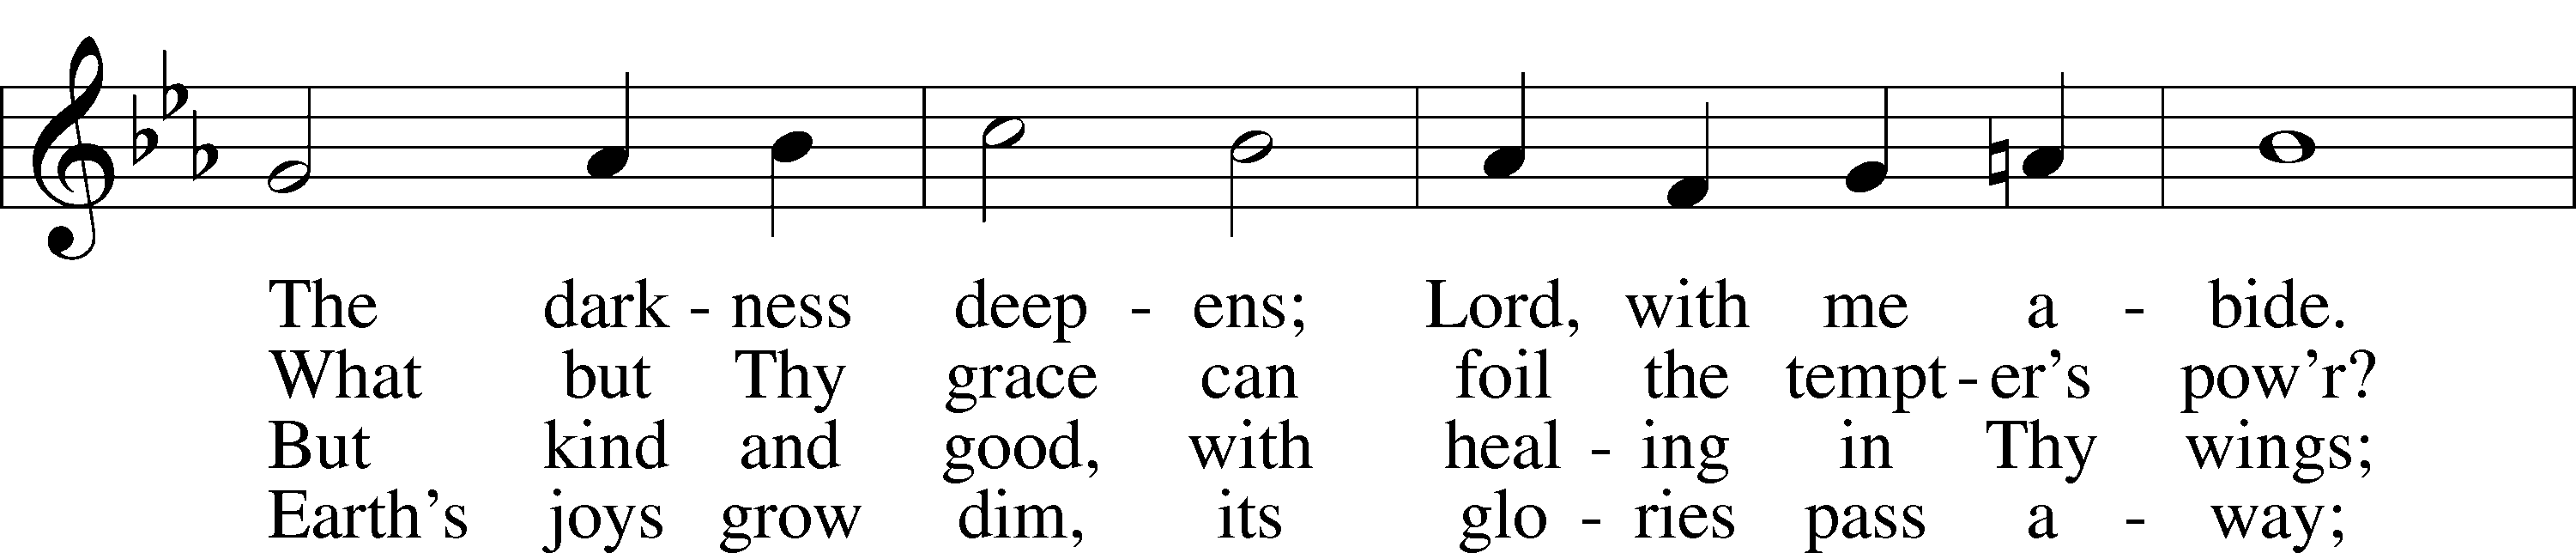 The dark - ness deep - ens; Lord, with me a - bide.
What but Thy grace can foil the tempt - er’s pow’r?
But kind and good, with heal - ing in Thy wings;
Earth’s joys grow dim, its glo - ries pass a - way;